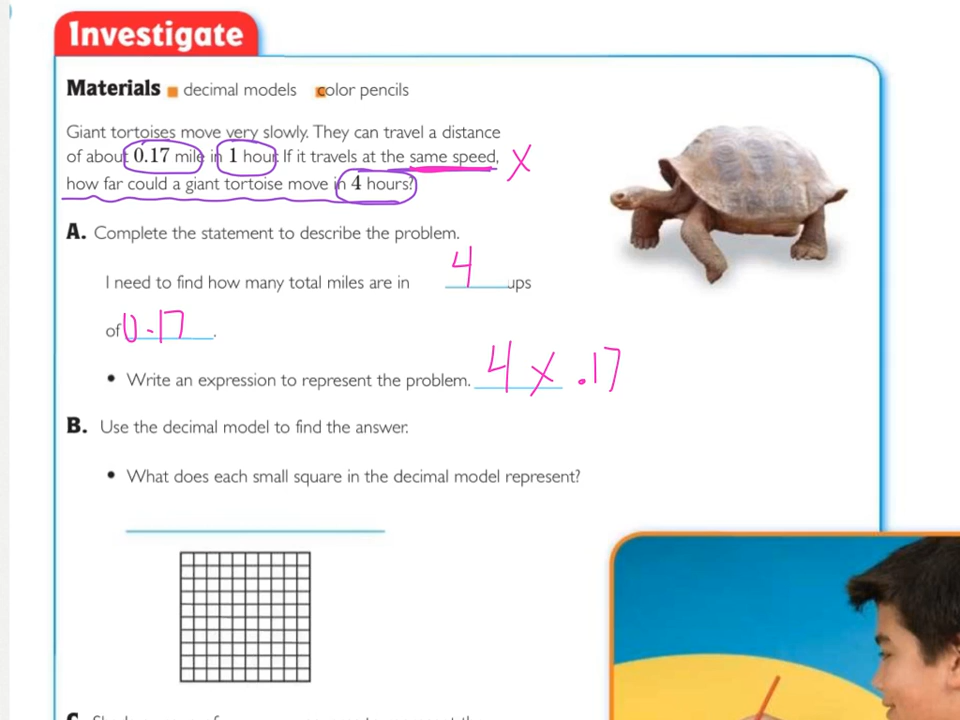 Investigate
Materials decimal models color pencils
Giant tortoises move very slowly. They can travel a distance
of about 0.17 mile in 1 hour. If it travels at the same speed, X
how far could a giant tortoise move in 4 hours?
A. Complete the statement to describe the problem.
I need to find how many total miles are in 4 ups
of 0.17.
• Write an expression to represent the problem. 4 x .17
B. Use the decimal model to find the answer.
• What does each small square in the decimal model represent?